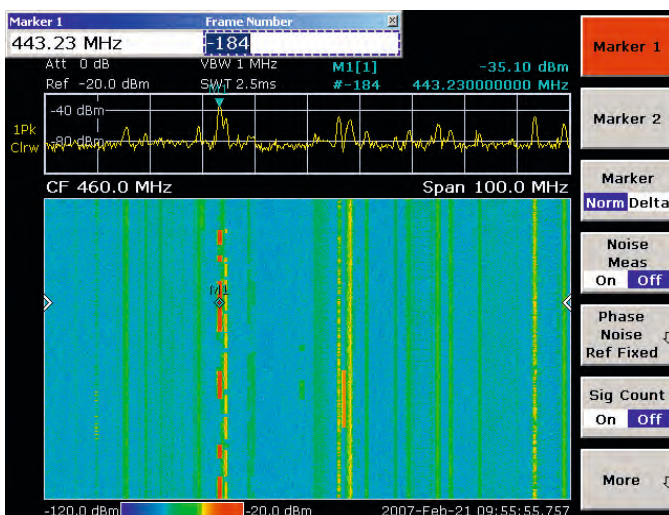 Marker 1 Frame Number
443.23 MHz -184
Att 0 dB VBW 1 MHz M1[1] -35.10 dBm
Ref -20.0 dBm SWT 2.5ms #-184 443.230000000 MHz
M1
-40 dBm
1Pk
Clrw
-80 dBm
CF 460.0 MHz Span 100.0 MHz
M1
-120.0 dBm -20.0 dBm 2007-Feb-21 09:55:55.757
Marker 1
Marker 2
Marker
Norm Delta
Noise
Meas
On Off
Phase
Noise
Ref Fixed
Sig Count
On Off
More